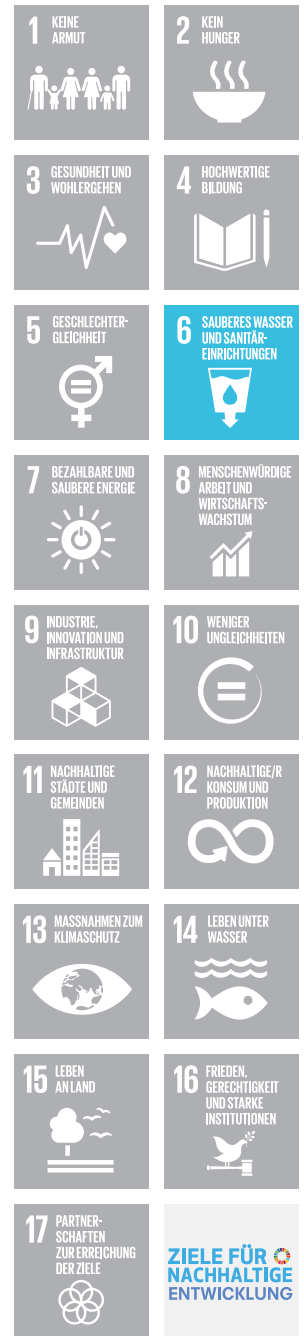 1 KEINE
ARMUT
2 KEIN
HUNGER
3 GESUNDHEIT UND
WOHLERGEHEN
4 HOCHWERTIGE
BILDUNG
5 GESCHLECHTER-
GLEICHHEIT
6 SAUBERES WASSER
UND SANITÄR-
EINRICHTUNGEN
7 BEZAHLBARE UND
SAUBERE ENERGIE
8 MENSCHENWÜRDIGE
ARBEIT UND
WIRTSCHAFTS-
WACHSTUM
9 INDUSTRIE,
INNOVATION UND
INFRASTRUKTUR
10 WENIGER
UNGLEICHHEITEN
11 NACHHALTIGE
STÄDTE UND
GEMEINDEN
12 NACHHALTIGE/R
KONSUM UND
PRODUKTION
13 MASSNAHMEN ZUM
KLIMASCHUTZ
14 LEBEN UNTER
WASSER
15 LEBEN
AN LAND
16 FRIEDEN,
GERECHTIGKEIT
UND STARKE
INSTITUTIONEN
17 PARTNER-
SCHAFTEN
ZUR ERREICHUNG
DER ZIELE
ZIELE FÜR
NACHHALTIGE
ENTWICKLUNG